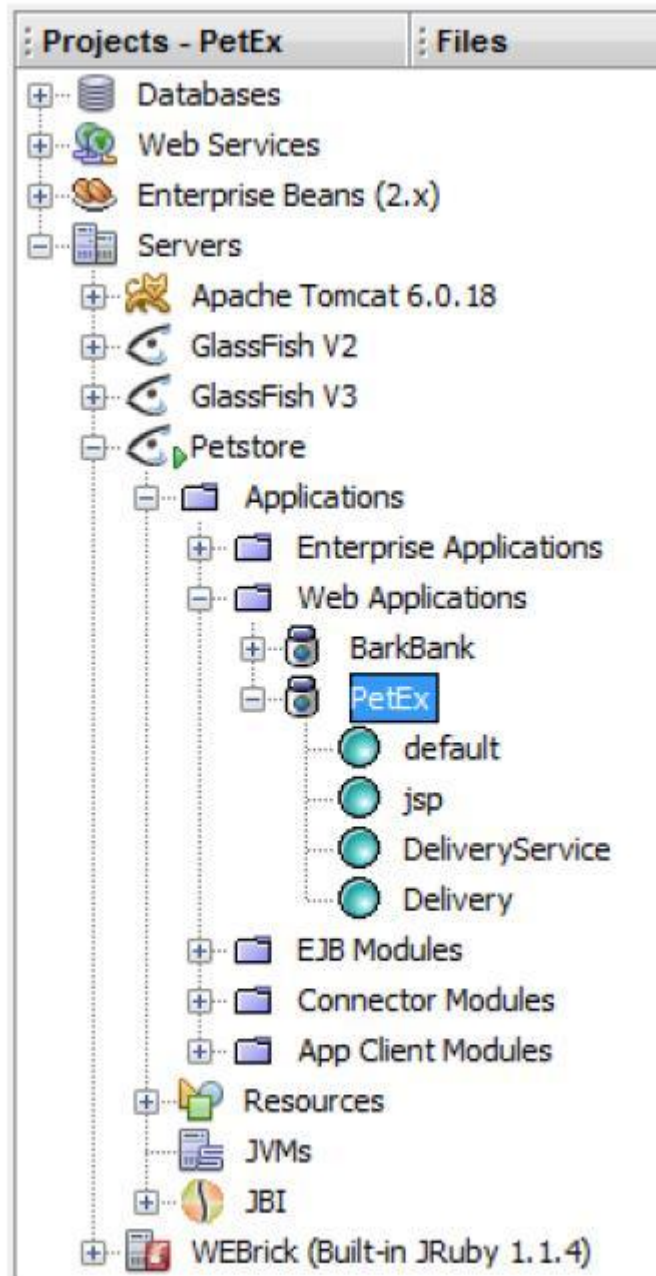 Projects - PetEx Files
Databases
Web Services
Enterprise Beans (2.x)
Servers
Apache Tomcat 6.0.18
GlassFish V2
GlassFish V3
Petstore
Applications
Enterprise Applications
Web Applications
BarkBank
PetEx
default
jsp
DeliveryService
Delivery
EJB Modules
Connector Modules
App Client Modules
Resources
JVMs
JBI
WEBrick (Built-in JRuby 1.1.4)